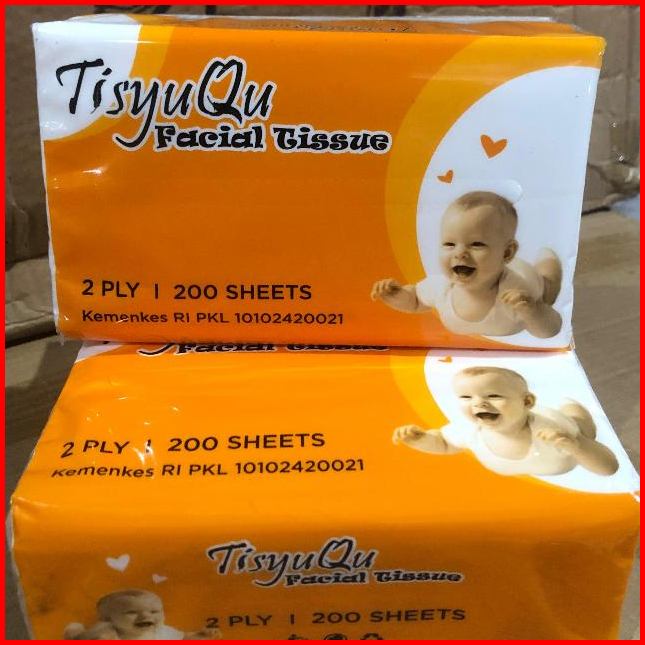 TisyuQu
Facial Tissue
2 PLY | 200 SHEETS
Kemenkes RI PKL 10102420021
Facial Tissue
2 PLY | 200 SHEETS
Kemenkes RI PKL 10102420021
TisyuQu
Facial Tissue
2 PLY | 200 SHEETS